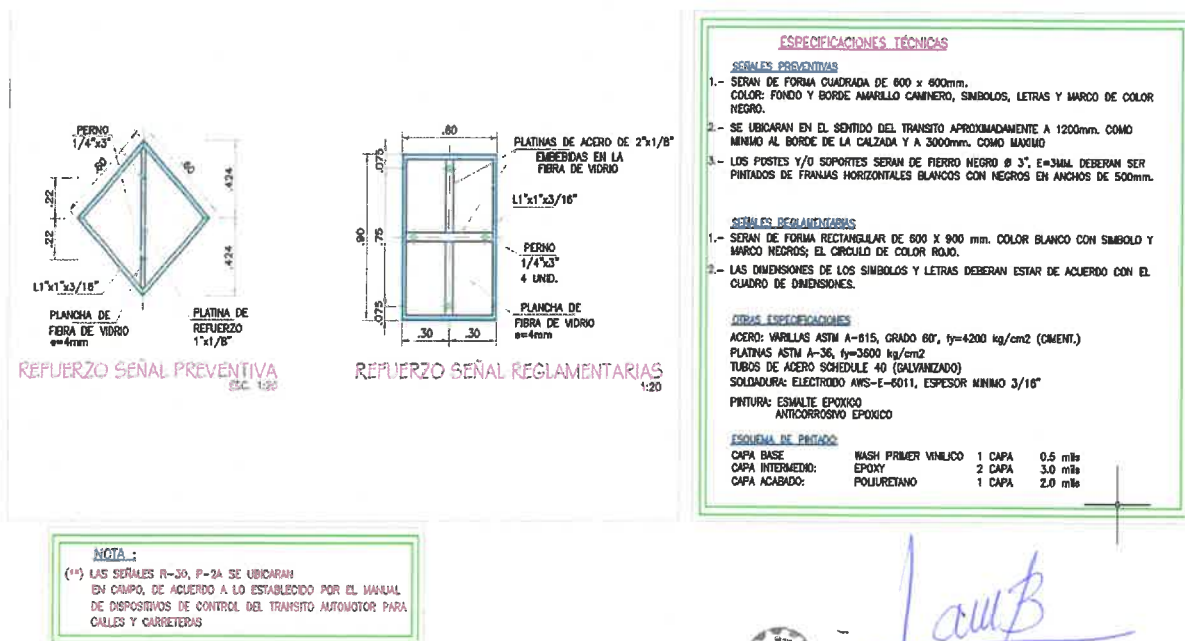 PERNO
1/4"x3"
.60
.60
.22
.22
.424
.424
L1"x1"x3/16"
PLANCHA DE
FIBRA DE VIDRIO
e=4mm
PLATINA DE
REFUERZO
1"x1/8"
REFUERZO SEÑAL PREVENTIVA
ESC. 1:20
.60
.075
.90
.75
.075
.30
.30
PLATINAS DE ACERO DE 2"x1/8"
EMBEBIDAS EN LA
FIBRA DE VIDRIO
L1"x1"x3/16"
PERNO
1/4"x3"
4 UNID.
PLANCHA DE
FIBRA DE VIDRIO
e=4mm
REFUERZO SEÑAL REGLAMENTARIAS
1:20
ESPECIFICACIONES TÉCNICAS
SEÑALES PREVENTIVAS
1.- SERAN DE FORMA CUADRADA DE 600 x 600mm.
COLOR: FONDO Y BORDE AMARILLO CAMINERO, SIMBOLOS, LETRAS Y MARCO DE COLOR
NEGRO.
2.- SE UBICARAN EN EL SENTIDO DEL TRANSITO APROXIMADAMENTE A 1200mm. COMO
MINIMO AL BORDE DE LA CALZADA Y A 3000mm. COMO MAXIMO
3.- LOS POSTES Y/O SOPORTES SERAN DE FIERRO NEGRO Ø 3", E=3MM. DEBERAN SER
PINTADOS DE FRANJAS HORIZONTALES BLANCOS CON NEGROS EN ANCHOS DE 500mm.
SEÑALES REGLAMENTARIAS
1.- SERAN DE FORMA RECTANGULAR DE 600 X 900 mm. COLOR BLANCO CON SIMBOLO Y
MARCO NEGROS; EL CIRCULO DE COLOR ROJO.
2.- LAS DIMENSIONES DE LOS SIMBOLOS Y LETRAS DEBERAN ESTAR DE ACUERDO CON EL
CUADRO DE DIMENSIONES.
OTRAS ESPECIFICACIONES
ACERO: VARILLAS ASTM A-615, GRADO 60', fy=4200 kg/cm2 (CIMENT.)
PLATINAS ASTM A-36, fy=3600 kg/cm2
TUBOS DE ACERO SCHEDULE 40 (GALVANIZADO)
SOLDADURA: ELECTRODO AWS-E-6011, ESPESOR MINIMO 3/16"
PINTURA: ESMALTE EPOXICO
ANTICORROSIVO EPOXICO
ESQUEMA DE PINTADO
CAPA BASE WASH PRIMER VINILICO 1 CAPA 0.5 mils
CAPA INTERMEDIO: EPOXY 2 CAPA 3.0 mils
CAPA ACABADO: POLIURETANO 1 CAPA 2.0 mils
NOTA :
(**) LAS SEÑALES R-30, P-2A SE UBICARAN
EN CAMPO, DE ACUERDO A LO ESTABLECIDO POR EL MANUAL
DE DISPOSITIVOS DE CONTROL DEL TRANSITO AUTOMOTOR PARA
CALLES Y CARRETERAS